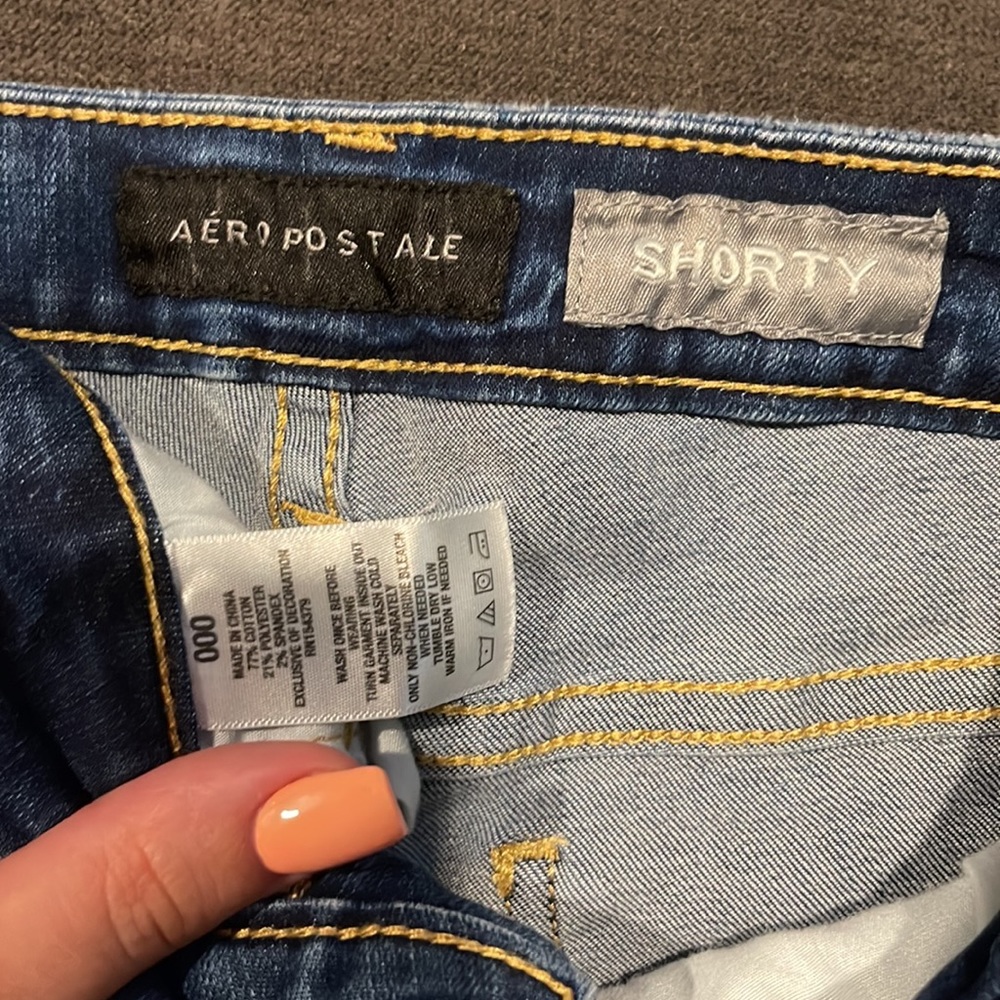 AÉROPOSTALE
SHORTY
000
MADE IN CHINA
77% COTTON
21% POLYESTER
2% SPANDEX
EXCLUSIVE OF DECORATION
RN154379
WASH ONCE BEFORE
WEARING
TURN GARMENT INSIDE OUT
MACHINE WASH COLD
SEPARATELY
ONLY NON-CHLORINE BLEACH
WHEN NEEDED
TUMBLE DRY LOW
WARM IRON IF NEEDED